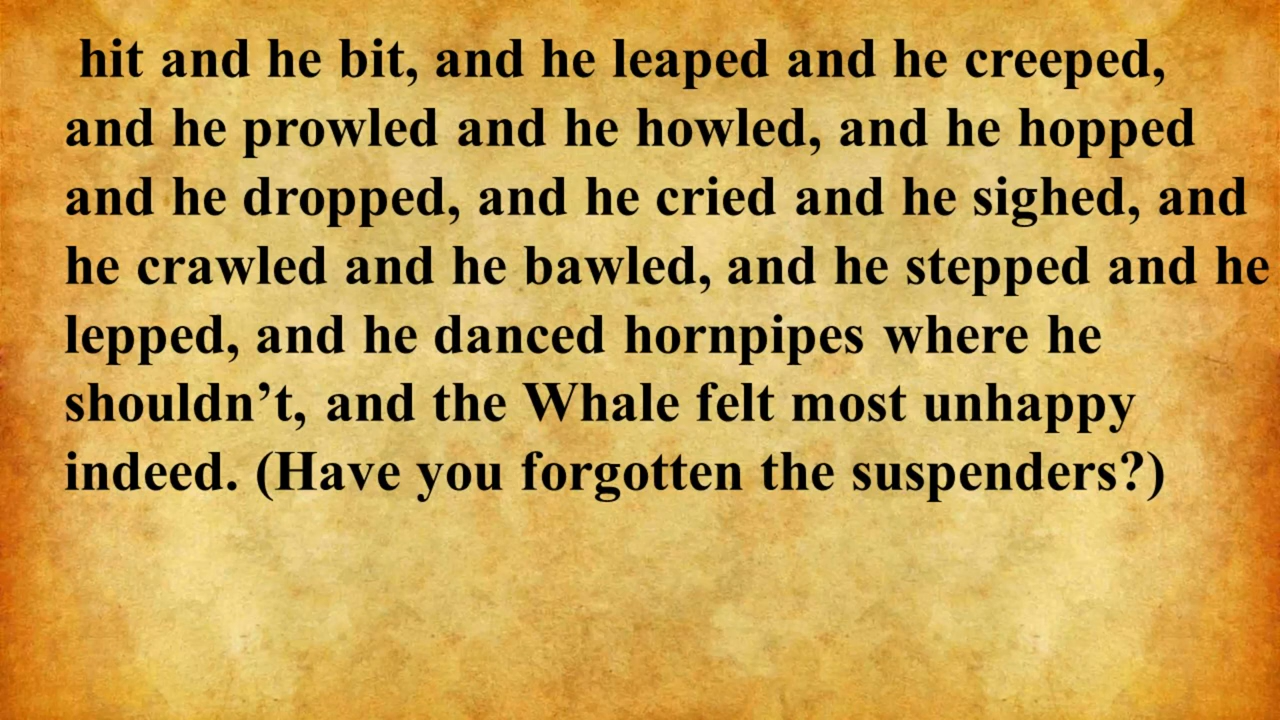 hit and he bit, and he leaped and he creeped,
and he prowled and he howled, and he hopped
and he dropped, and he cried and he sighed, and
he crawled and he bawled, and he stepped and he
lepped, and he danced hornpipes where he
shouldn’t, and the Whale felt most unhappy
indeed. (Have you forgotten the suspenders?)